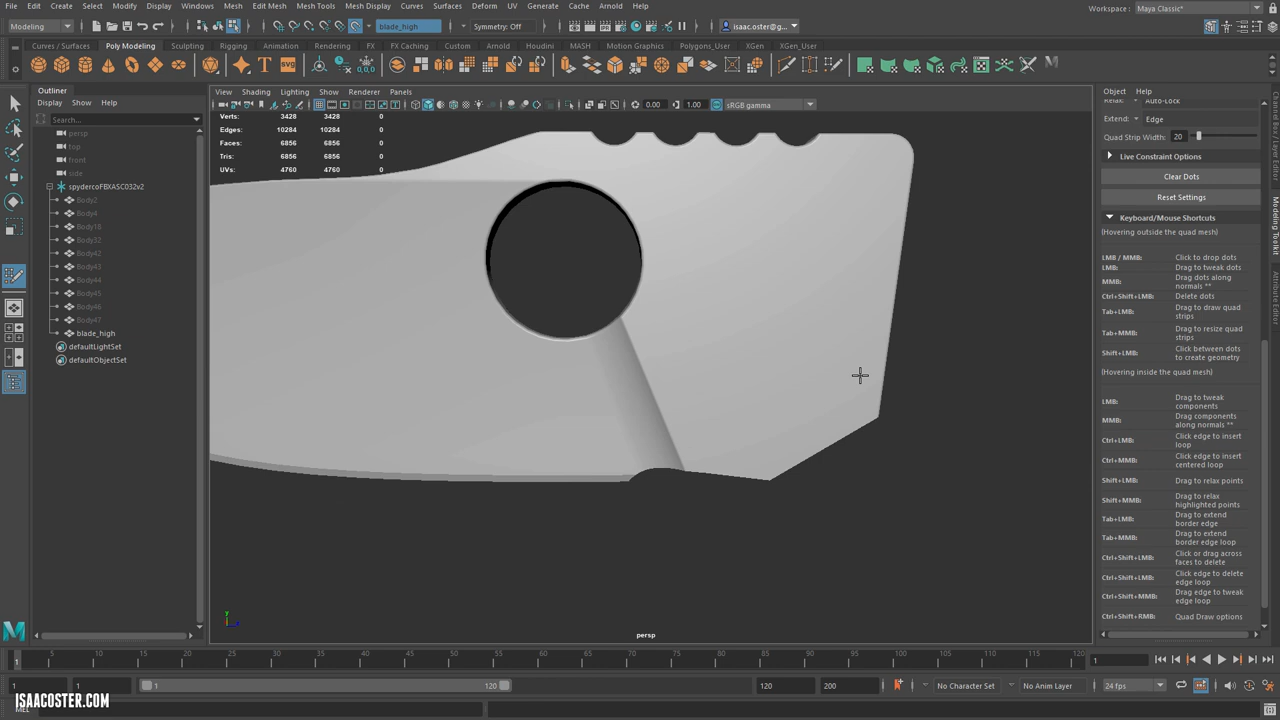 File Edit Create Select Modify Display Windows Mesh Edit Mesh Mesh Tools Mesh Display Curves Surfaces Deform UV Generate Cache Arnold Help
Workspace : Maya Classic*
Modeling
blade_high
Symmetry: Off
isaac.oster@g...
Curves / Surfaces Poly Modeling Sculpting Rigging Animation Rendering FX FX Caching Custom Arnold Houdini MASH Motion Graphics Polygons_User XGen XGen_User
Outliner
Display Show Help
Search...
persp
top
front
side
spydercoFBXASC032v2
Body2
Body4
Body18
Body32
Body42
Body43
Body44
Body45
Body46
Body47
blade_high
defaultLightSet
defaultObjectSet
View Shading Lighting Show Renderer Panels
0.00 1.00 sRGB gamma
Verts: 3428 3428 0
Edges: 10284 10284 0
Faces: 6856 6856 0
Tris: 6856 6856 0
UVs: 4760 4760 0
y
persp
Object Help
Relax: Auto-Lock
Extend: Edge
Quad Strip Width: 20
Live Constraint Options
Clear Dots
Reset Settings
Keyboard/Mouse Shortcuts
(Hovering outside the quad mesh)
LMB / MMB: Click to drop dots
LMB: Drag to tweak dots
MMB: Drag dots along normals **
Ctrl+Shift+LMB: Delete dots
Tab+LMB: Drag to draw quad strips
Tab+MMB: Drag to resize quad strips
Shift+LMB: Click between dots to create geometry
(Hovering inside the quad mesh)
LMB: Drag to tweak components
MMB: Drag components along normals **
Ctrl+LMB: Click edge to insert loop
Ctrl+MMB: Click edge to insert centered loop
Shift+LMB: Drag to relax points
Shift+MMB: Drag to relax highlighted points
Tab+LMB: Drag to extend border edge
Tab+MMB: Drag to extend border edge loop
Ctrl+Shift+LMB: Click or drag across faces to delete
Ctrl+Shift+LMB: Click edge to delete edge loop
Ctrl+Shift+MMB: Drag edge to tweak edge loop
Ctrl+Shift+RMB: Quad Draw options
Channel Box / Layer Editor
Modeling Toolkit
Attribute Editor
1 5 10 15 20 25 30 35 40 45 50 55 60 65 70 75 80 85 90 95 100 105 110 115 120
1
1 1 1 120 120 200 No Character Set No Anim Layer 24 fps
ISAACOSTER.COM
MEL